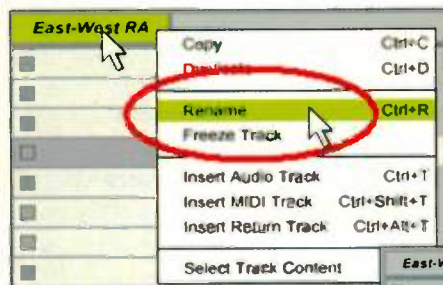 East-West RA
Copy Ctrl+C
Duplicate Ctrl+D
Rename Ctrl+R
Freeze Track
Insert Audio Track Ctrl+T
Insert MIDI Track Ctrl+Shift+T
Insert Return Track Ctrl+Alt+T
Select Track Content
East-W